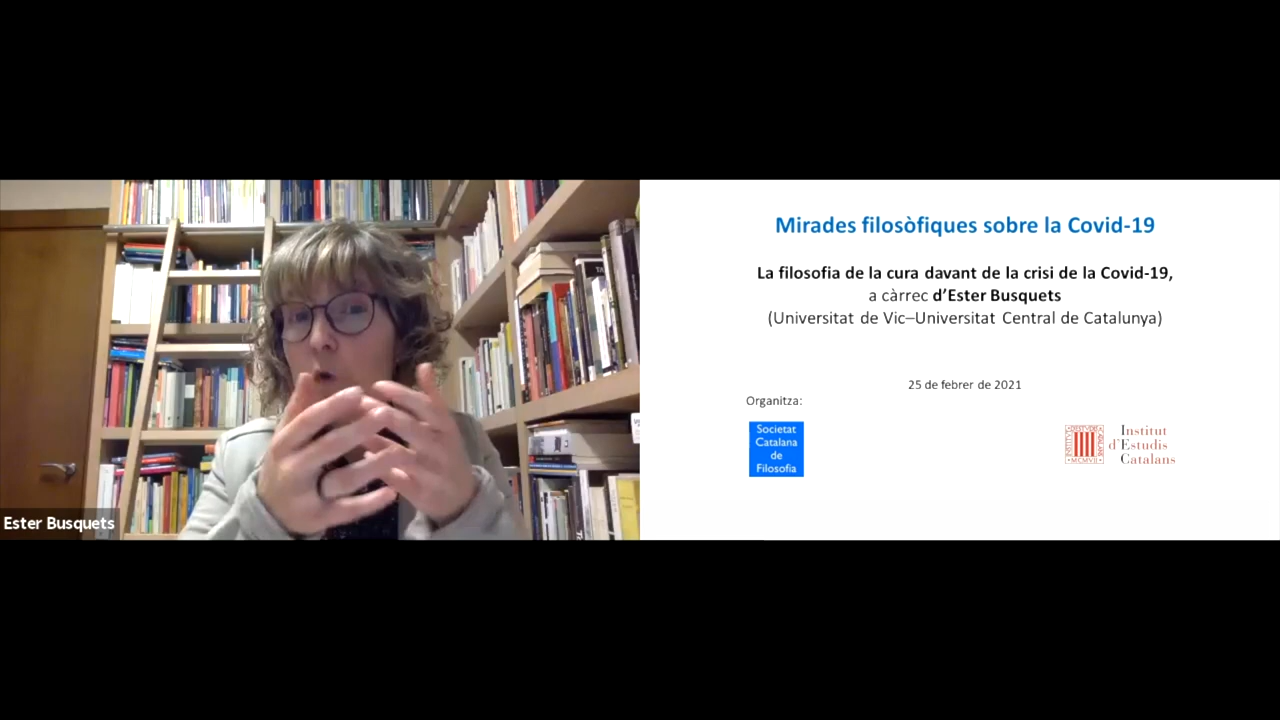 Ester Busquets
Mirades filosòfiques sobre la Covid-19
La filosofia de la cura davant de la crisi de la Covid-19,
a càrrec d’Ester Busquets
(Universitat de Vic–Universitat Central de Catalunya)
25 de febrer de 2021
Organitza:
Societat
Catalana
de
Filosofia
Institut
d'Estudis
Catalans